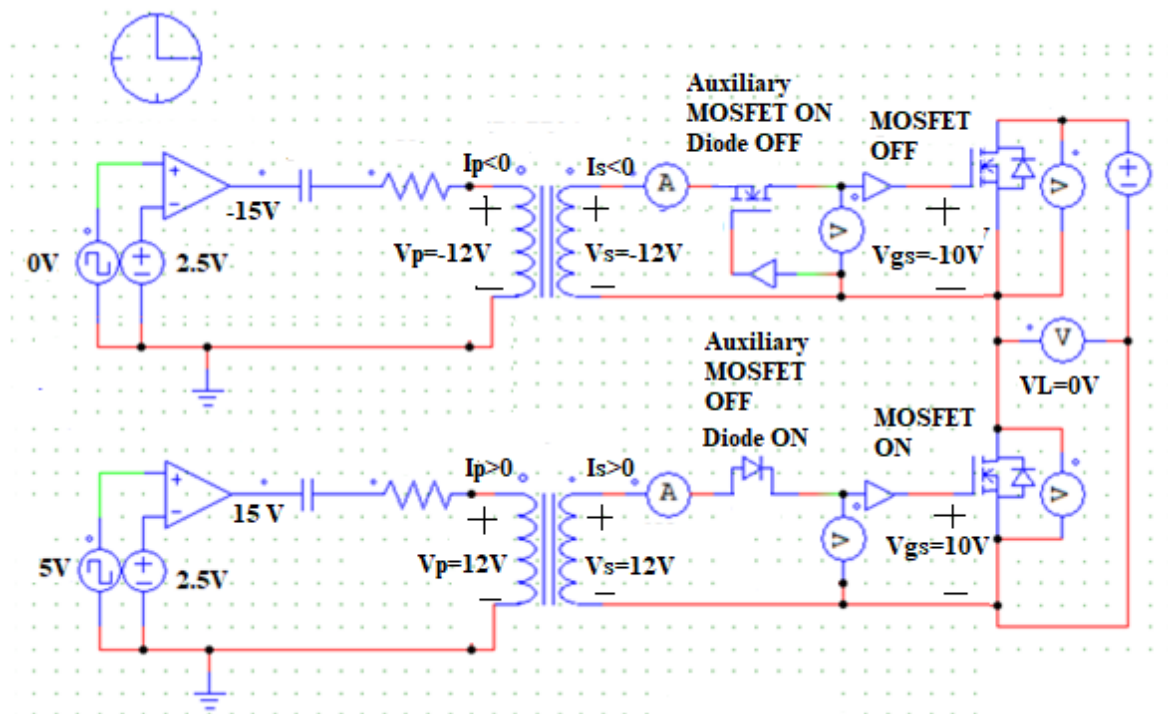 Auxiliary
MOSFET ON
Diode OFF
MOSFET
OFF
Ip<0
Is<0
A
-15V
Vp=-12V
Vs=-12V
V
Vgs=-10V
V
0V
2.5V
V
VL=0V
Auxiliary
MOSFET
OFF
Diode ON
MOSFET
ON
Ip>0
Is>0
A
15 V
Vp=12V
Vs=12V
V
Vgs=10V
V
5V
2.5V